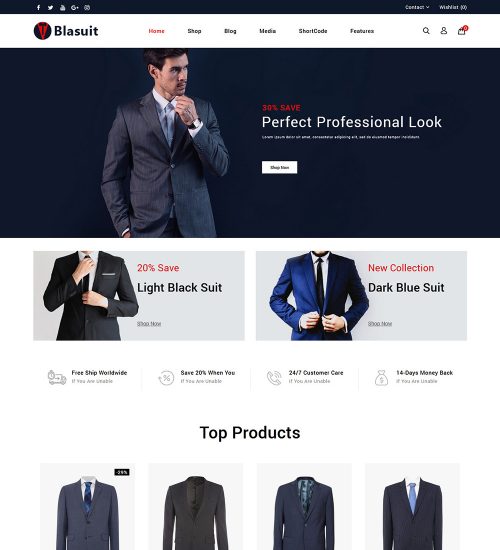 Contact
Wishlist (0)
Blasuit
Home
Shop
Blog
Media
ShortCode
Features
0
30% SAVE
Perfect Professional Look
Lorem ipsum dolor sit amet, consectetur adipiscing elit, sed do eiusmod tempor incididunt.
Shop Now
20% Save
Light Black Suit
Shop Now
New Collection
Dark Blue Suit
Shop Now
Free Ship Worldwide
If You Are Unable
Save 20% When You
If You Are Unable
24/7 Customer Care
If You Are Unable
14-Days Money Back
If You Are Unable
Top Products
-29%